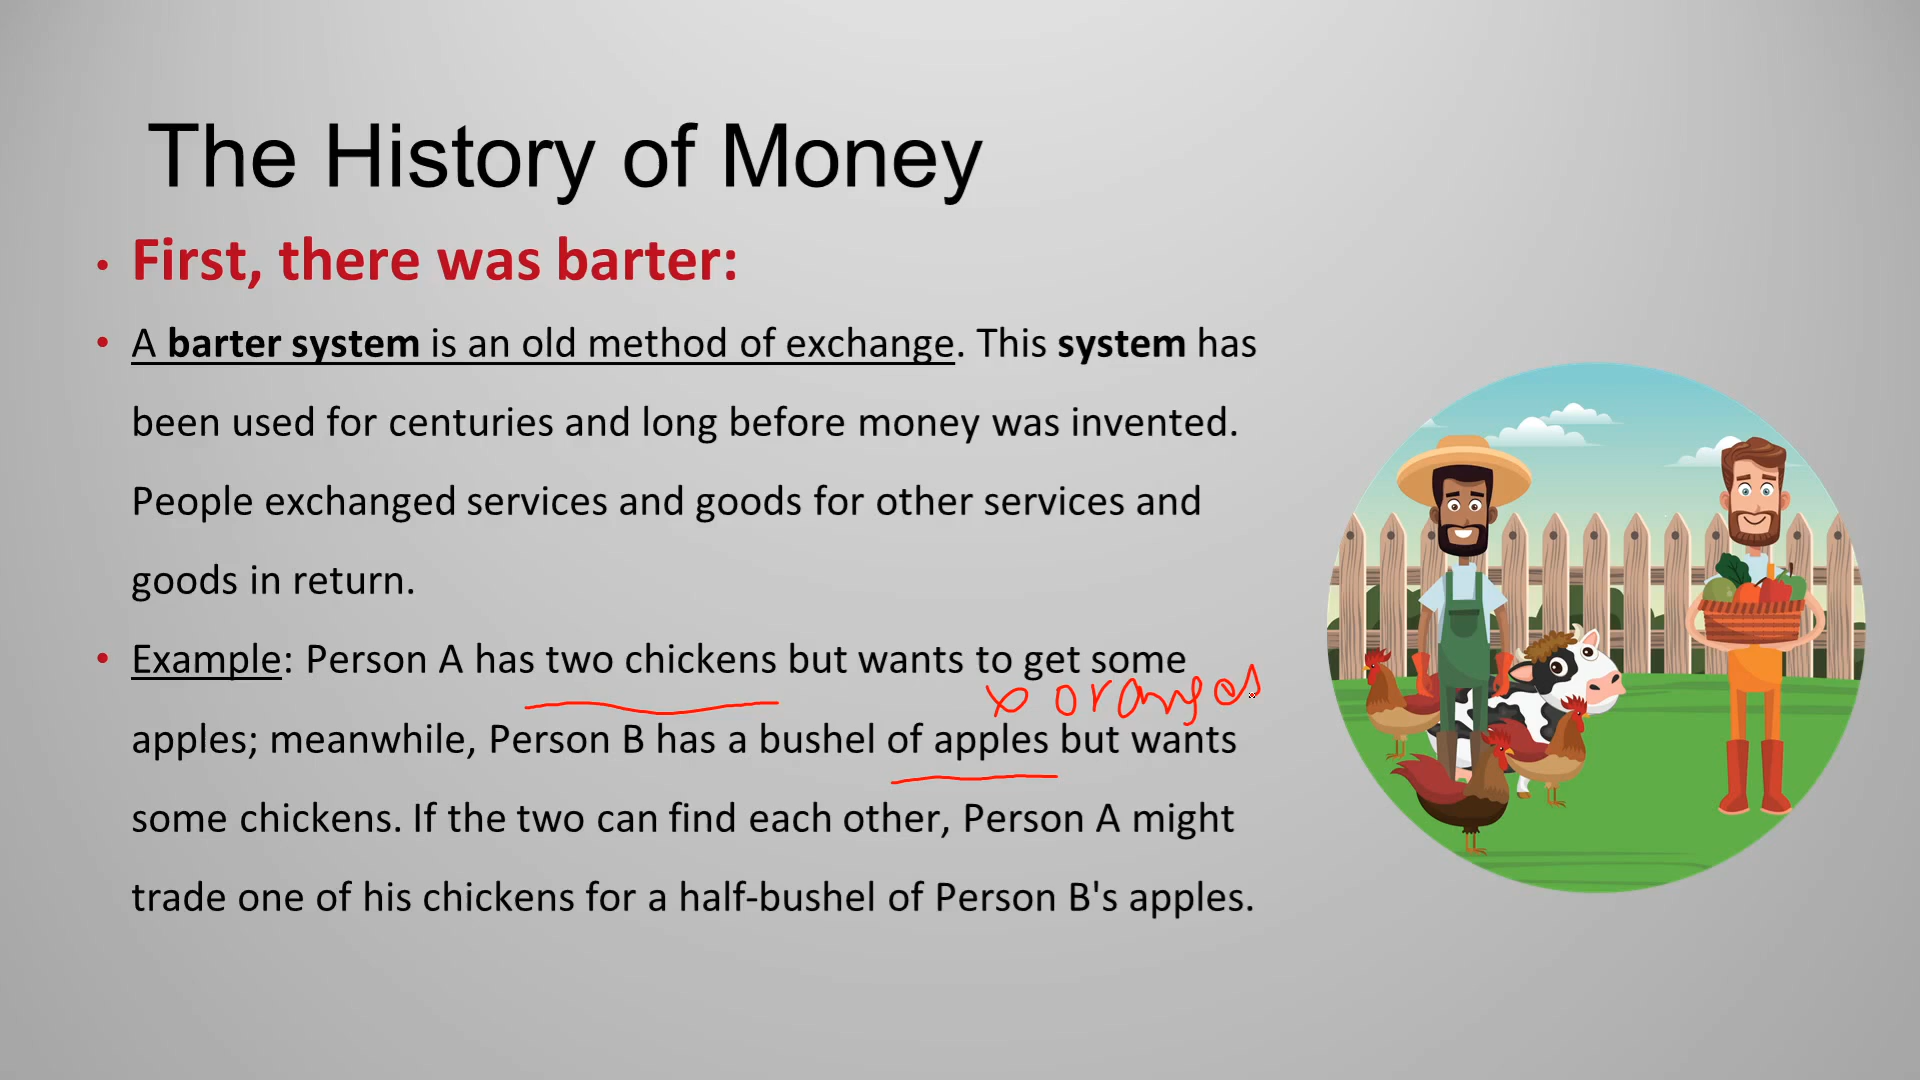 The History of Money
• First, there was barter:
• A barter system is an old method of exchange. This system has
been used for centuries and long before money was invented.
People exchanged services and goods for other services and
goods in return.
• Example: Person A has two chickens but wants to get some
oranges
apples; meanwhile, Person B has a bushel of apples but wants
some chickens. If the two can find each other, Person A might
trade one of his chickens for a half-bushel of Person B's apples.